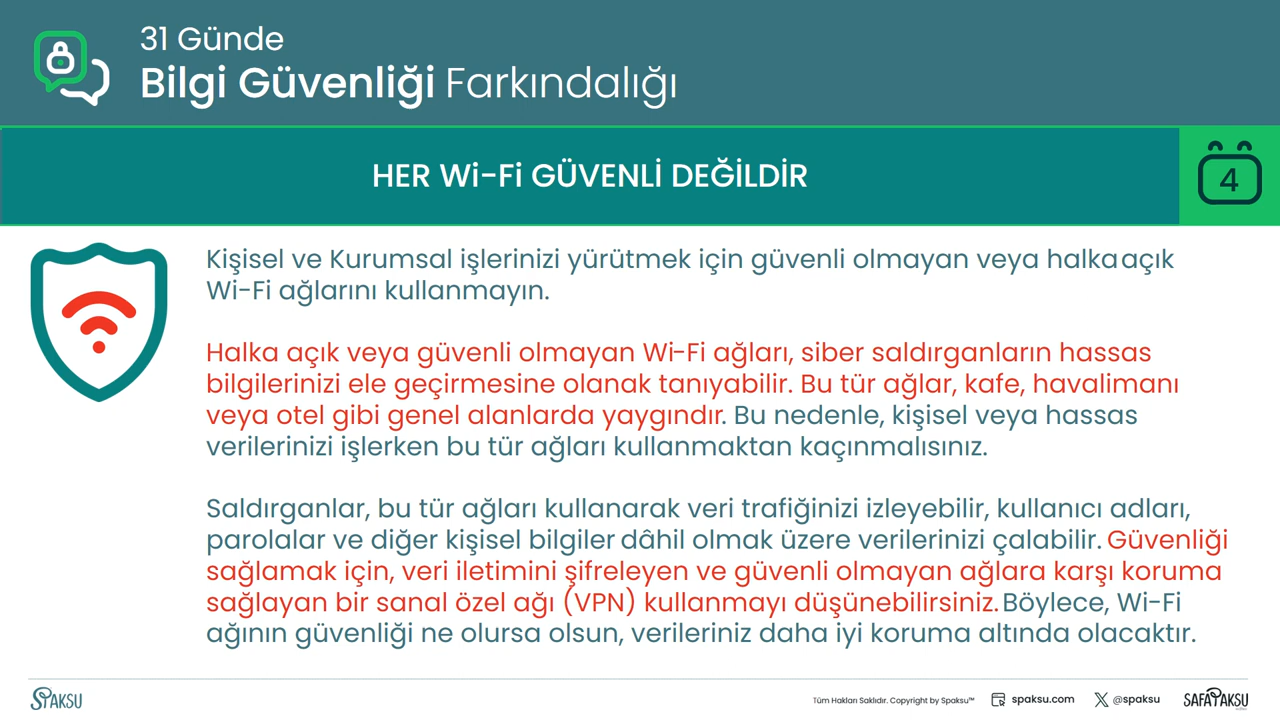 31 Günde
Bilgi Güvenliği Farkındalığı
HER Wi-Fi GÜVENLİ DEĞİLDİR
4
Kişisel ve Kurumsal işlerinizi yürütmek için güvenli olmayan veya halka açık
Wi-Fi ağlarını kullanmayın.
Halka açık veya güvenli olmayan Wi-Fi ağları, siber saldırganların hassas
bilgilerinizi ele geçirmesine olanak tanıyabilir. Bu tür ağlar, kafe, havalimanı
veya otel gibi genel alanlarda yaygındır. Bu nedenle, kişisel veya hassas
verilerinizi işlerken bu tür ağları kullanmaktan kaçınmalısınız.
Saldırganlar, bu tür ağları kullanarak veri trafiğinizi izleyebilir, kullanıcı adları,
parolalar ve diğer kişisel bilgiler dâhil olmak üzere verilerinizi çalabilir. Güvenliği
sağlamak için, veri iletimini şifreleyen ve güvenli olmayan ağlara karşı koruma
sağlayan bir sanal özel ağı (VPN) kullanmayı düşünebilirsiniz. Böylece, Wi-Fi
ağının güvenliği ne olursa olsun, verileriniz daha iyi koruma altında olacaktır.
SPAKSU
Tüm Hakları Saklıdır. Copyright by Spaksu™
spaksu.com
@spaksu
SAFA PAKSU